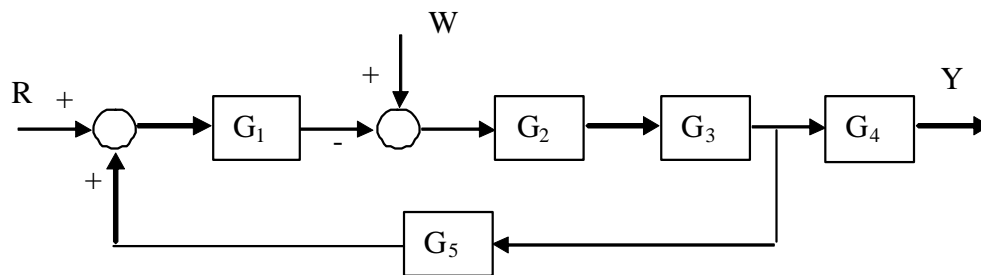 W
+
R
+
G₁
-
G₂
G₃
G₄
Y
+
G₅